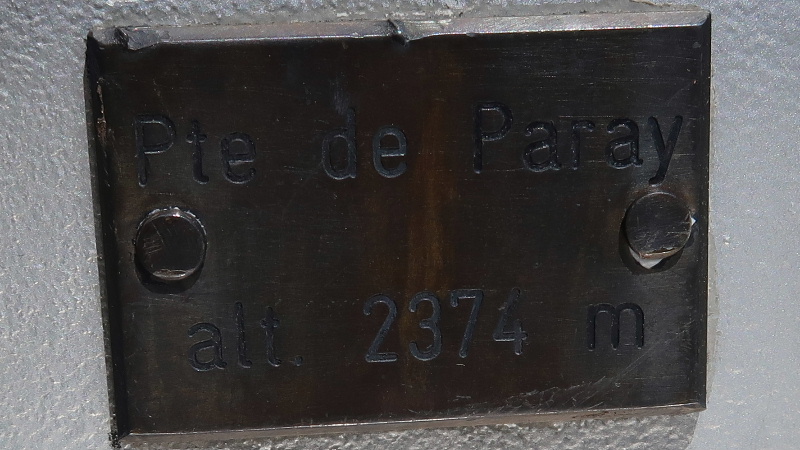 Pte de Paray
alt. 2374 m